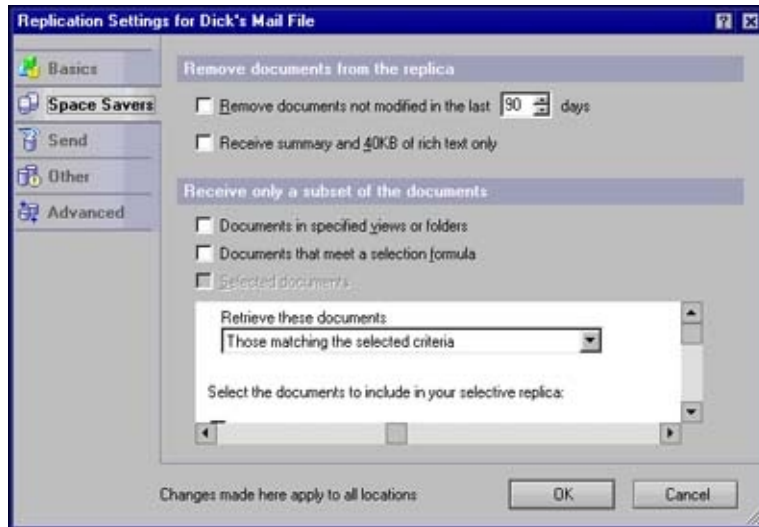 Replication Settings for Dick's Mail File
Basics
Space Savers
Send
Other
Advanced
Remove documents from the replica
Remove documents not modified in the last 90 days
Receive summary and 40KB of rich text only
Receive only a subset of the documents
Documents in specified views or folders
Documents that meet a selection formula
Selected documents
Retrieve these documents
Those matching the selected criteria
Select the documents to include in your selective replica:
Changes made here apply to all locations
OK
Cancel